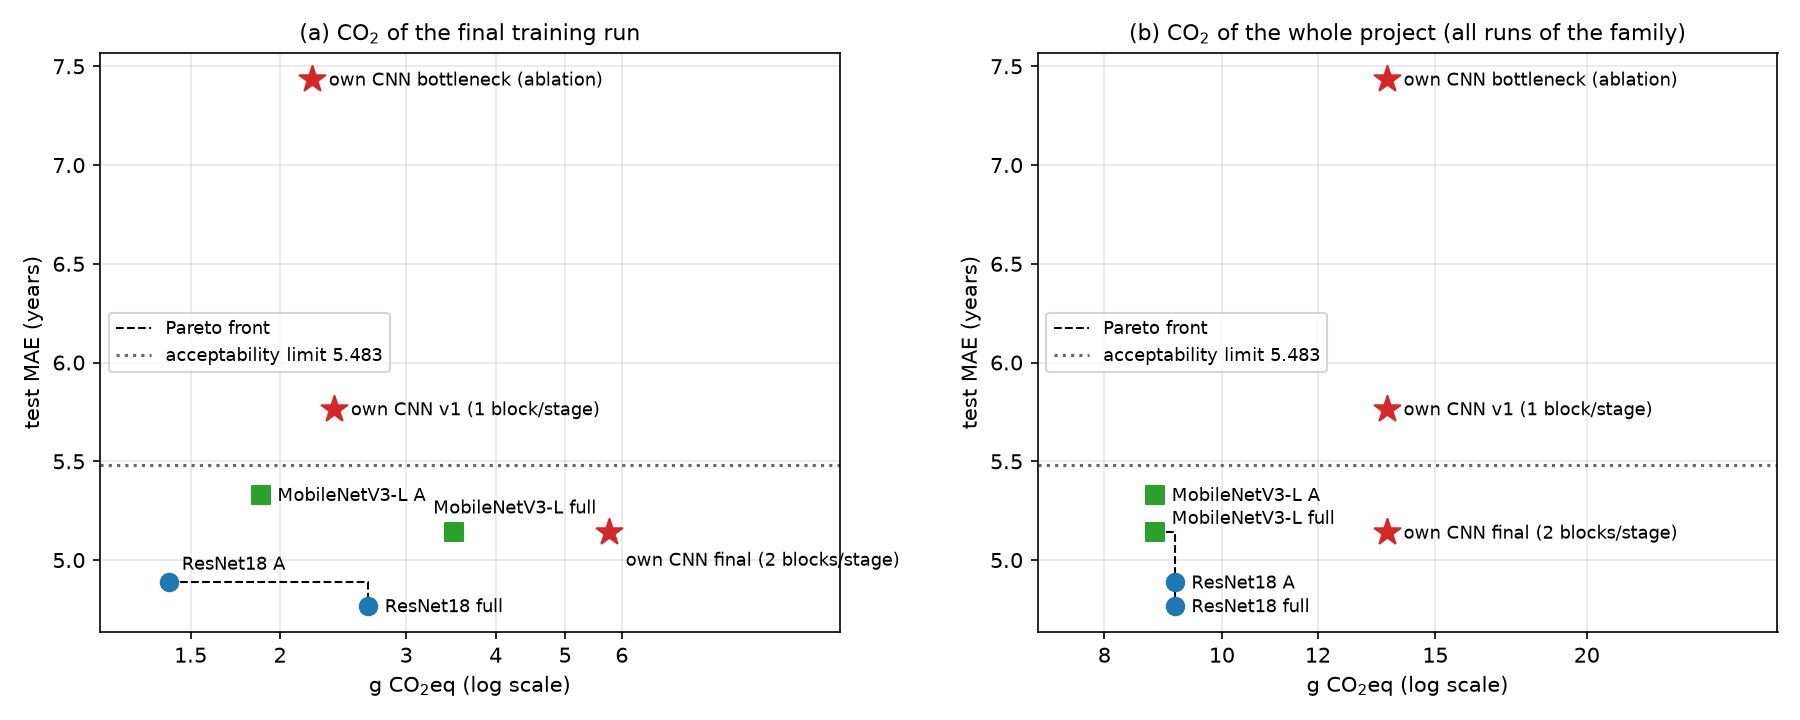 (a) CO₂ of the final training run
test MAE (years)
7.5
7.0
6.5
6.0
5.5
5.0
own CNN bottleneck (ablation)
Pareto front
acceptability limit 5.483
own CNN v1 (1 block/stage)
MobileNetV3-L A
MobileNetV3-L full
own CNN final (2 blocks/stage)
ResNet18 A
ResNet18 full
1.5 2 3 4 5 6
g CO₂eq (log scale)
(b) CO₂ of the whole project (all runs of the family)
test MAE (years)
7.5
7.0
6.5
6.0
5.5
5.0
own CNN bottleneck (ablation)
Pareto front
acceptability limit 5.483
own CNN v1 (1 block/stage)
MobileNetV3-L A
MobileNetV3-L full
own CNN final (2 blocks/stage)
ResNet18 A
ResNet18 full
8 10 12 15 20
g CO₂eq (log scale)